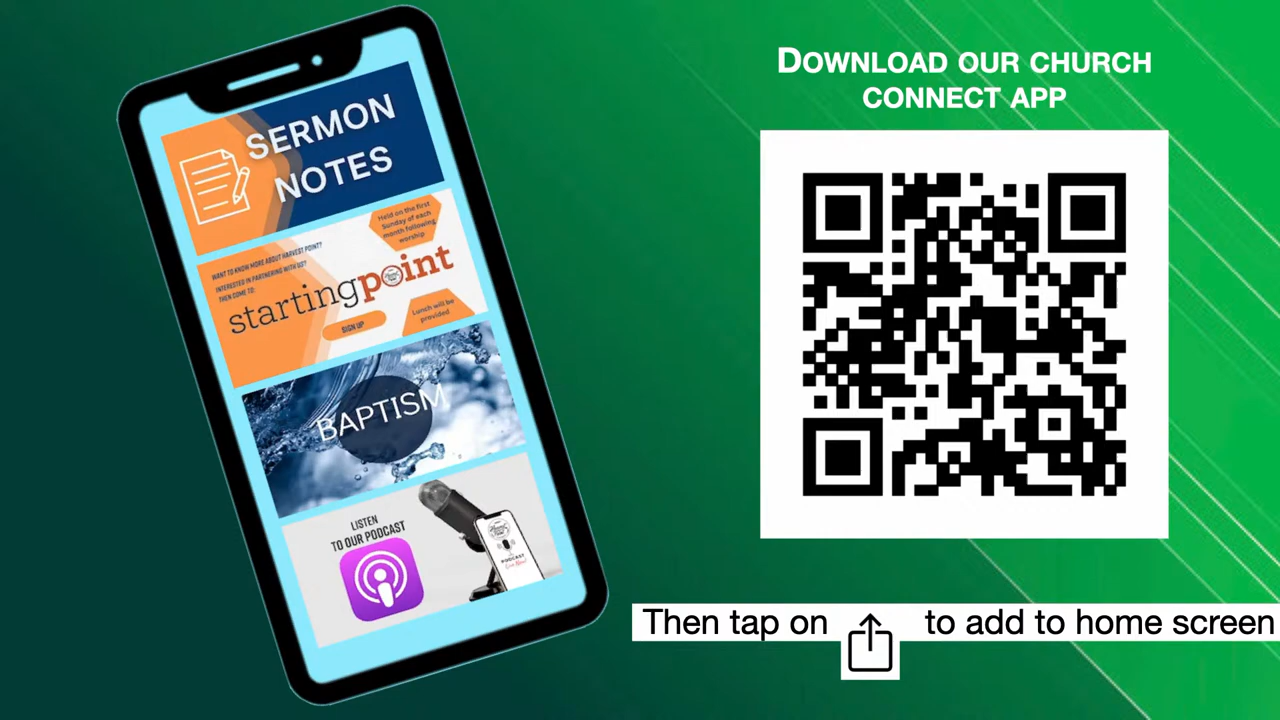 SERMON
NOTES
Held on the first
Sunday of each
month following
worship
WANT TO KNOW MORE ABOUT HARVEST POINT?
INTERESTED IN PARTNERING WITH US?
THEN COME TO:
startingpoint
SIGN UP
Lunch will be
provided
BAPTISM
LISTEN
TO OUR PODCAST
PODCAST
DOWNLOAD OUR CHURCH
CONNECT APP
Then tap on to add to home screen